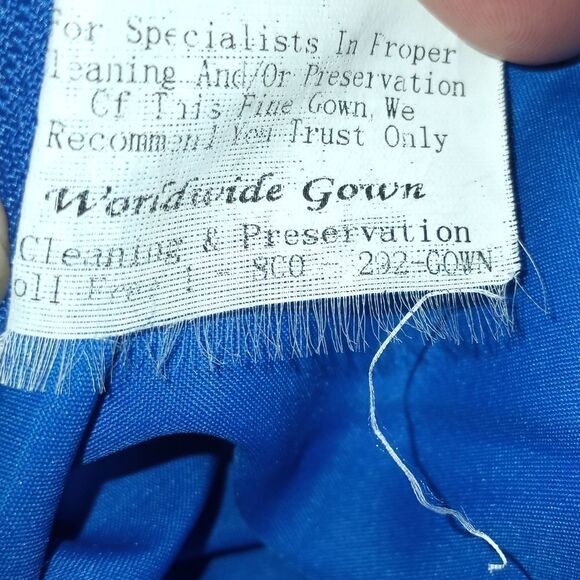 For Specialists In Proper
Cleaning And/Or Preservation
Of This Fine Gown, We
Recommend You Trust Only
Worldwide Gown
Cleaning & Preservation
oll Free 1 - 800 - 292-GOWN